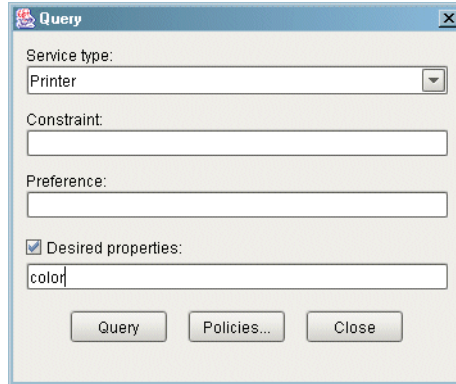 Query
Service type:
Printer
Constraint:
Preference:
Desired properties:
color
Query Policies... Close